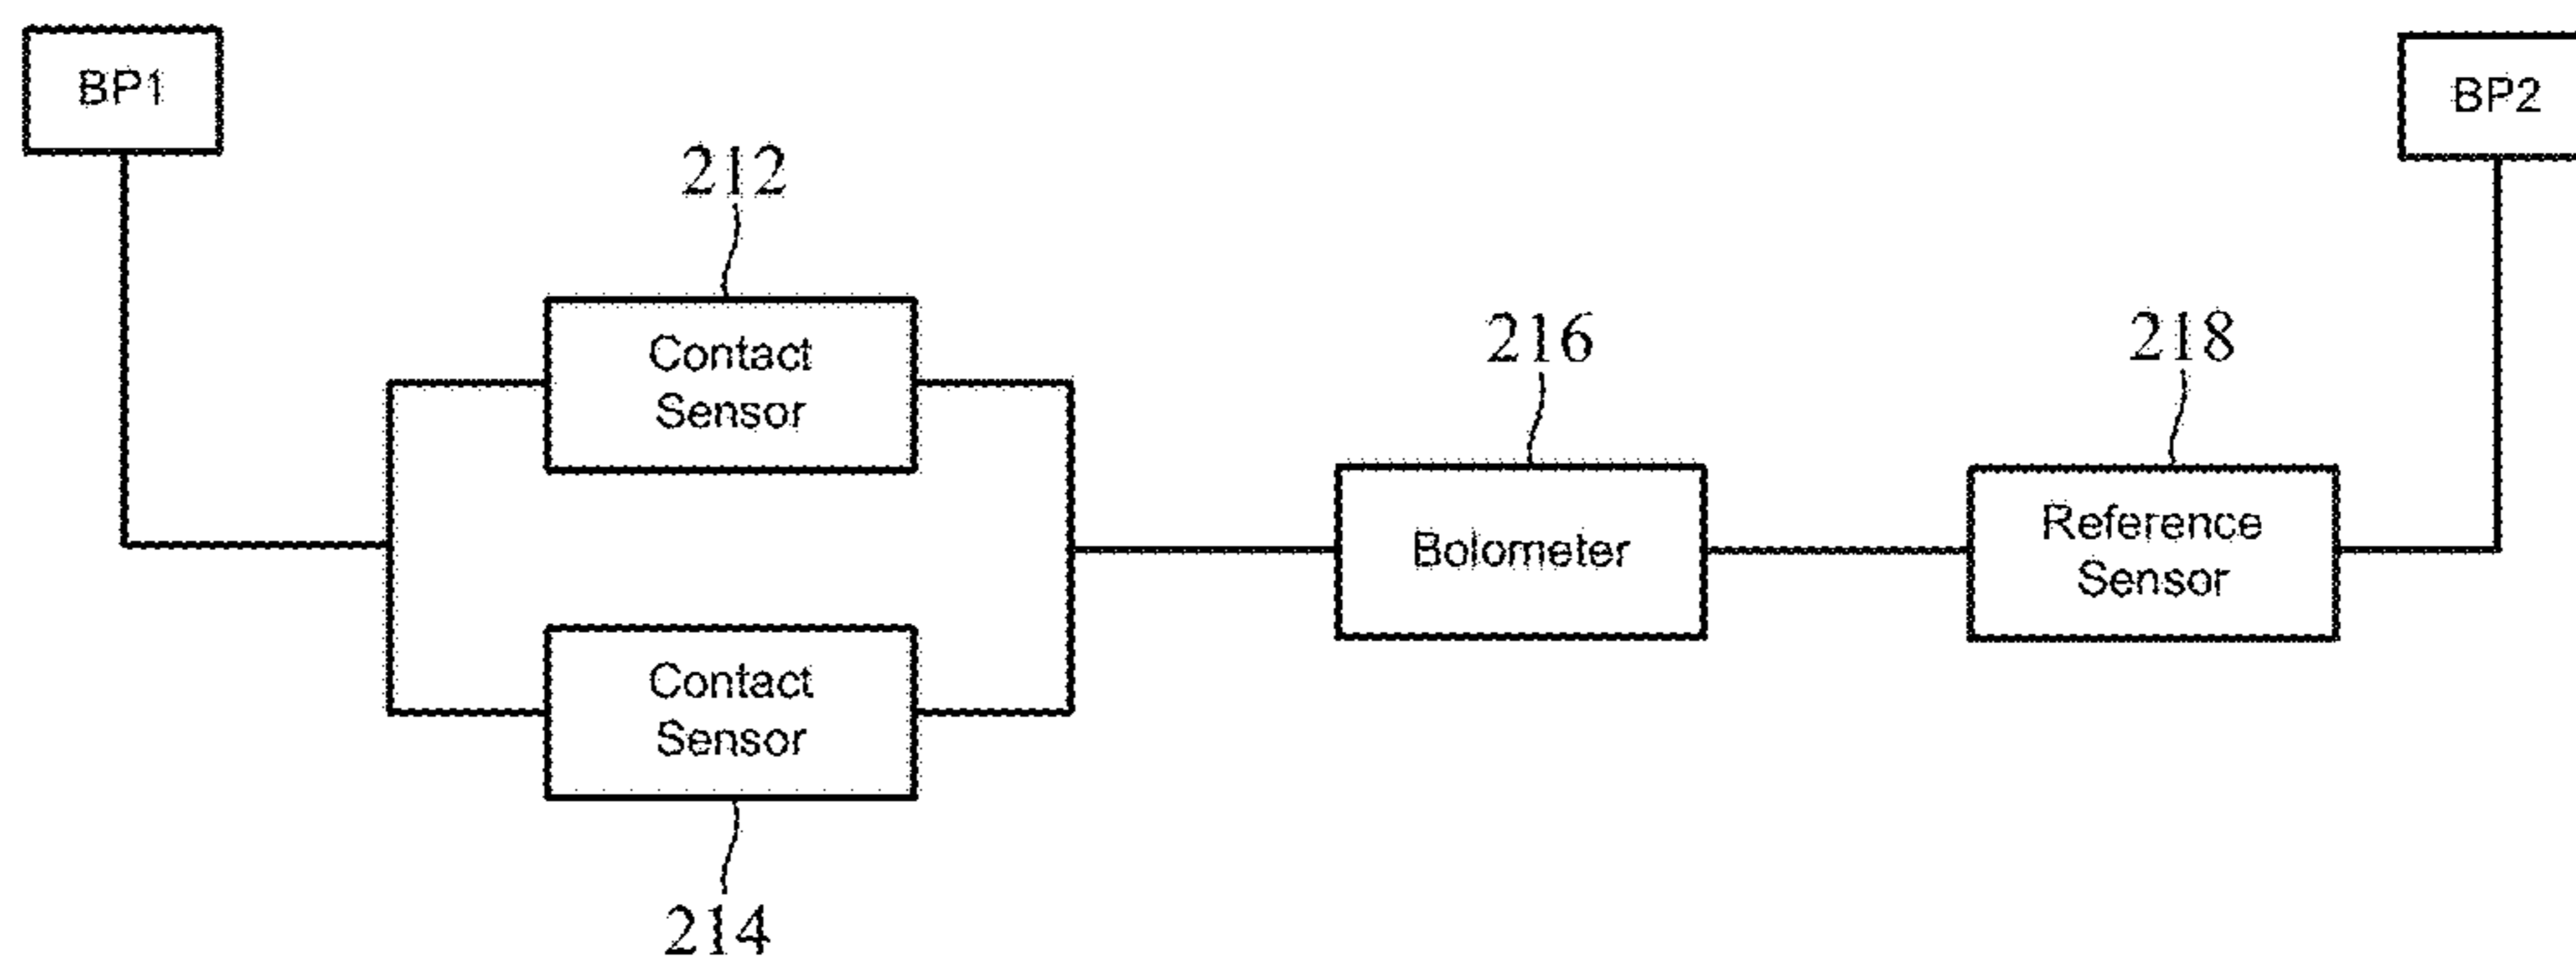 BP1
BP2
212
Contact
Sensor
216
218
Bolometer
Reference
Sensor
Contact
Sensor
214